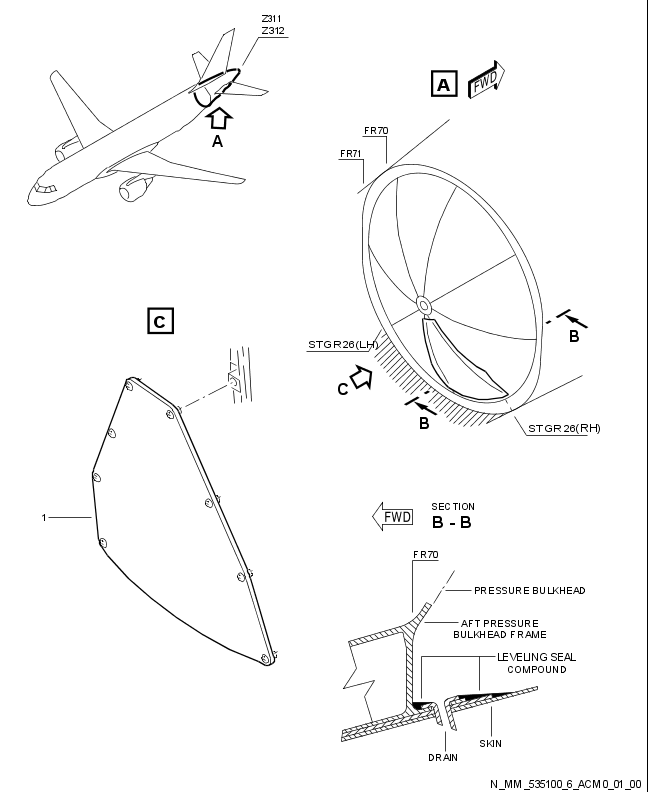 Z311
Z312
A
A
FWD
FR70
FR71
B
STGR26(LH)
C
B
STGR26(RH)
C
1
FWD
SECTION
B - B
FR70
PRESSURE BULKHEAD
AFT PRESSURE
BULKHEAD FRAME
LEVELING SEAL
COMPOUND
SKIN
DRAIN
N_MM_535100_6_ACM0_01_00